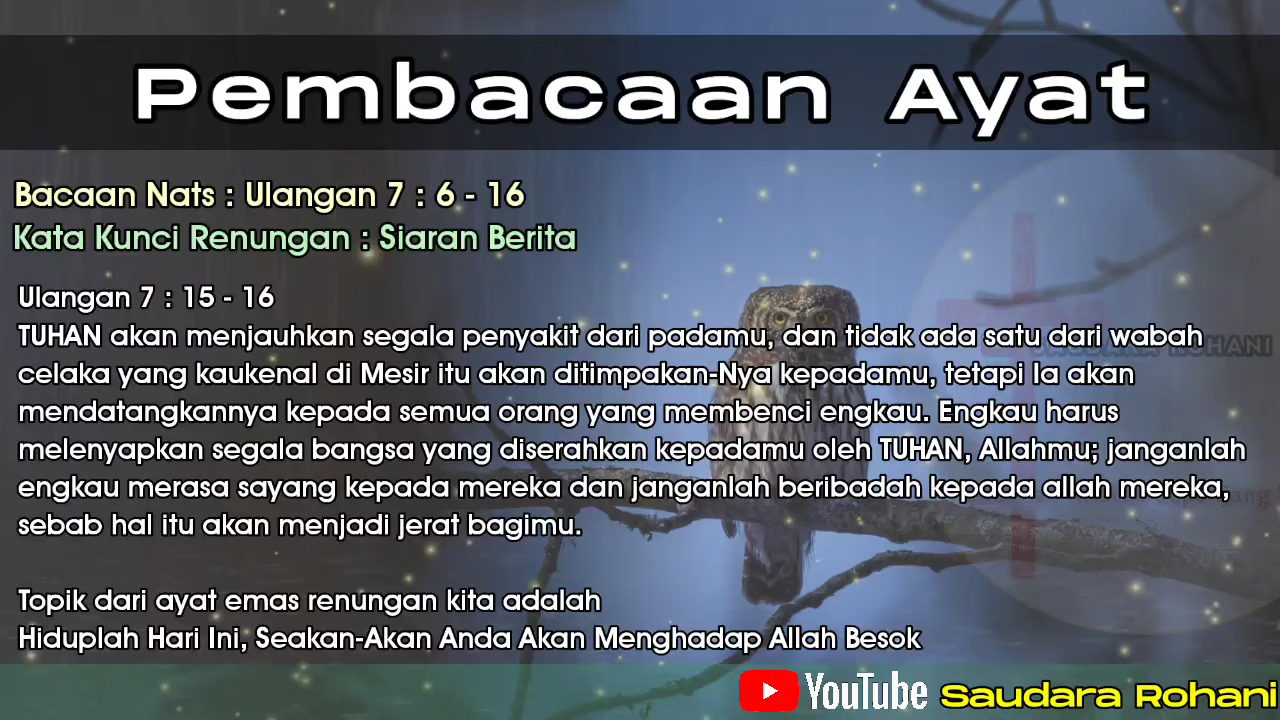 Pembacaan Ayat
Bacaan Nats : Ulangan 7 : 6 - 16
Kata Kunci Renungan : Siaran Berita
Ulangan 7 : 15 - 16
TUHAN akan menjauhkan segala penyakit dari padamu, dan tidak ada satu dari wabah
celaka yang kaukenal di Mesir itu akan ditimpakan-Nya kepadamu, tetapi Ia akan
mendatangkannya kepada semua orang yang membenci engkau. Engkau harus
melenyapkan segala bangsa yang diserahkan kepadamu oleh TUHAN, Allahmu; janganlah
engkau merasa sayang kepada mereka dan janganlah beribadah kepada allah mereka,
sebab hal itu akan menjadi jerat bagimu.
Topik dari ayat emas renungan kita adalah
Hiduplah Hari Ini, Seakan-Akan Anda Akan Menghadap Allah Besok
SAUDARA ROHANI
YouTube Saudara Rohani